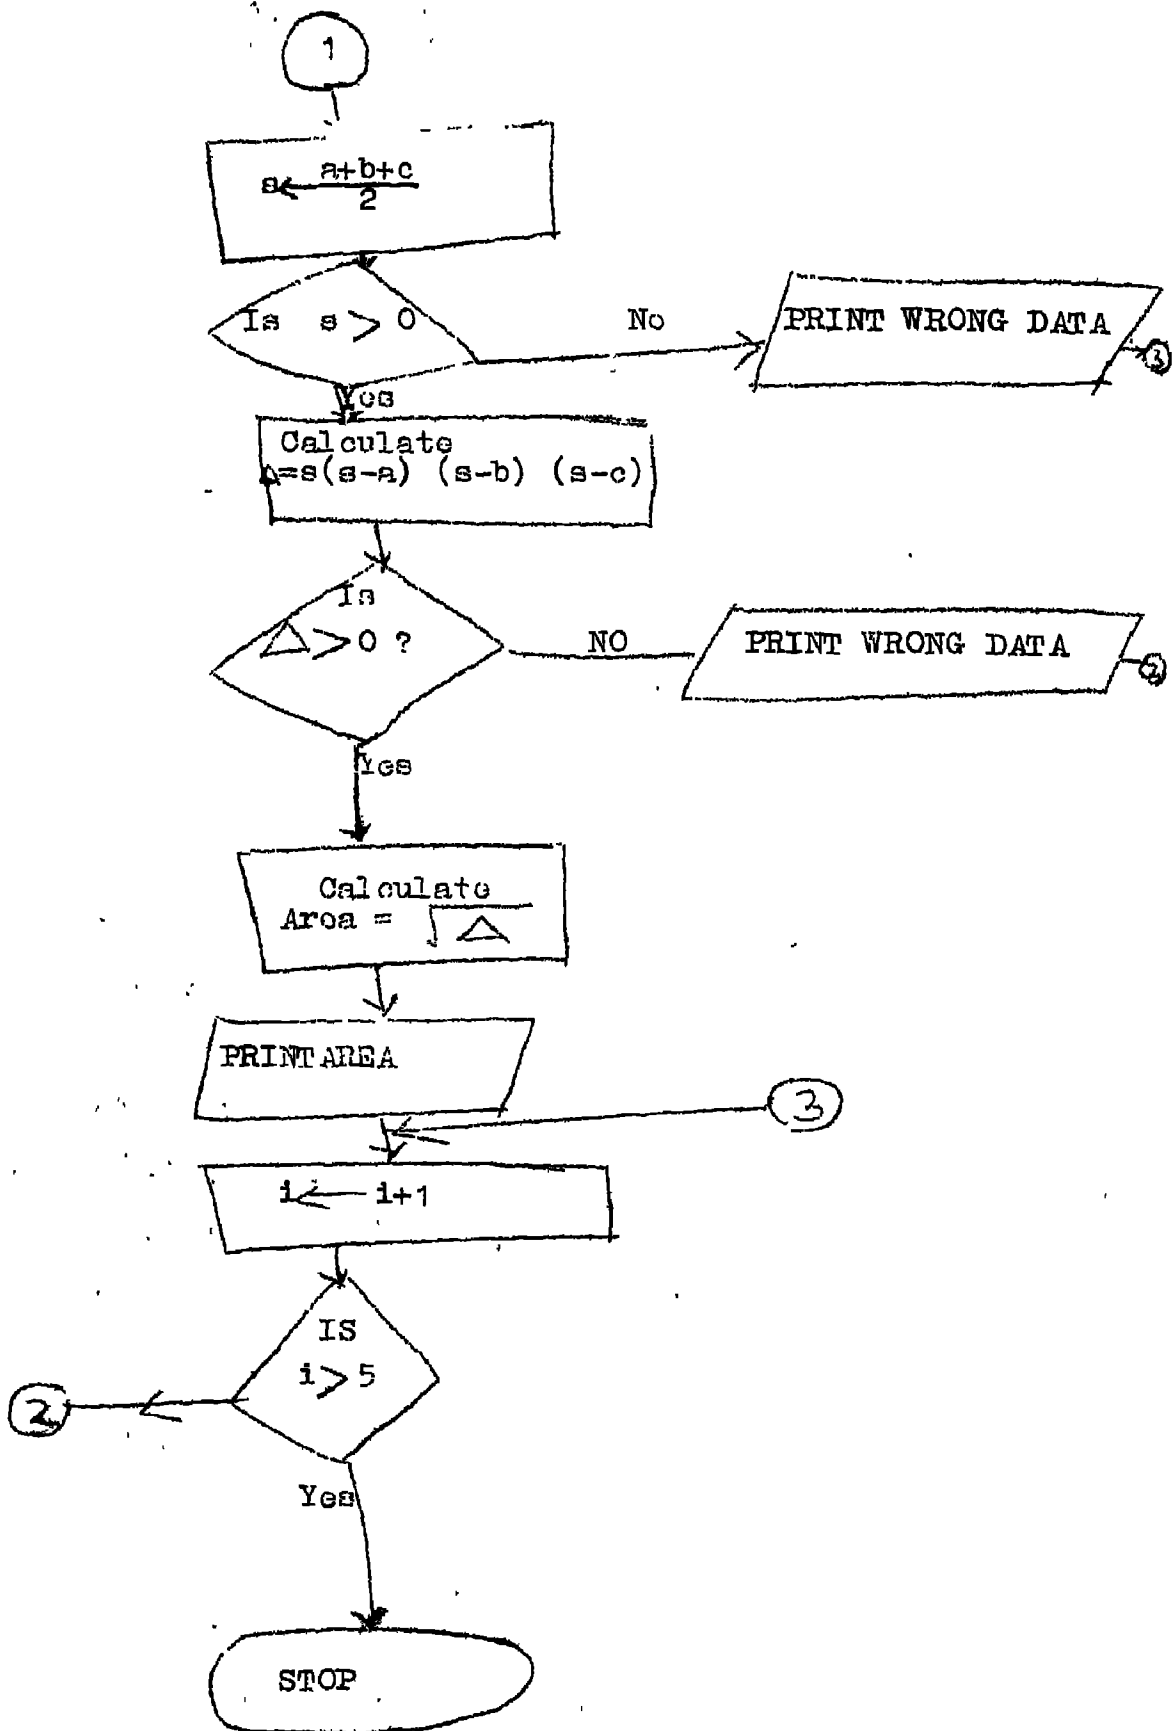 1
s← a+b+c
2
Is s > 0
No
PRINT WRONG DATA
3
Yes
Calculate
△=s(s-a) (s-b) (s-c)
Is
△ > 0 ?
NO
PRINT WRONG DATA
Yes
Calculate
Area = √△
PRINT AREA
3
i ← i+1
IS
i > 5
2
Yes
STOP